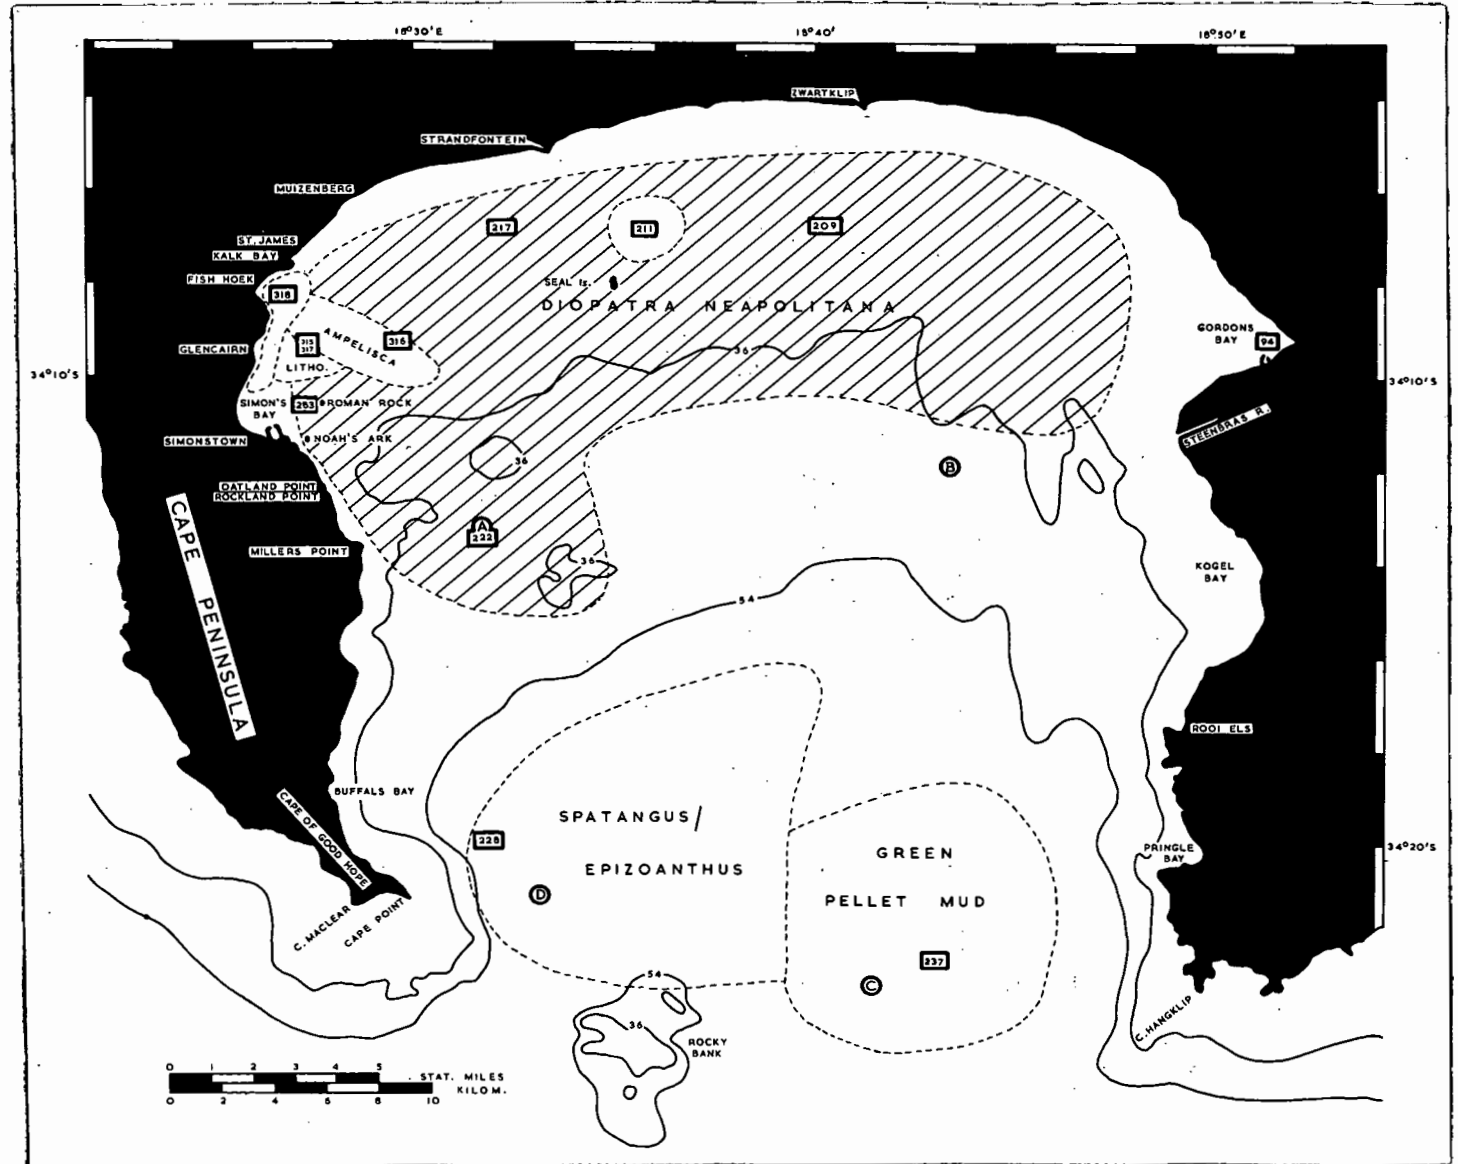 18°30'E
18°40'
18°50'E
ZWARTKLIP
STRANDFONTEIN
MUIZENBERG
217
211
209
ST. JAMES
KALK BAY
FISH HOEK
318
SEAL Is.
DIOPATRA NEAPOLITANA
GORDONS
BAY
94
AMPELISCA
316
315
317
GLENCAIRN
LITHO.
36
34°10'S
34°10'S
SIMON'S
BAY
253
ROMAN ROCK
STEENBRAS R.
SIMONSTOWN
NOAH'S ARK
36
B
OATLAND POINT
ROCKLAND POINT
CAPE PENINSULA
A
222
MILLERS POINT
36
KOGEL
BAY
54
ROOI ELS
BUFFALS BAY
CAPE OF GOOD HOPE
SPATANGUS/
EPIZOANTHUS
228
GREEN
PELLET MUD
PRINGLE
BAY
34°20'S
D
C. MACLEAR
CAPE POINT
237
C
54
36
ROCKY
BANK
C. HANGKLIP
0 1 2 3 4 5
STAT. MILES
KILOM.
0 2 4 6 8 10